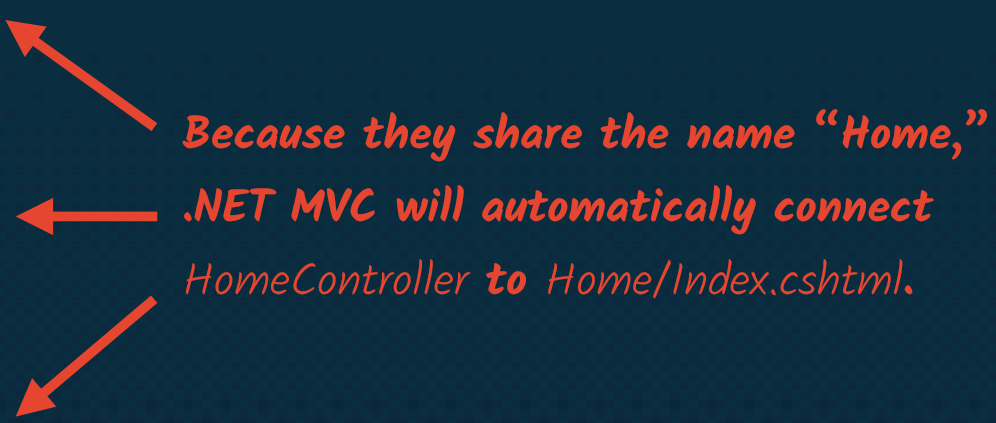 Because they share the name “Home,”
.NET MVC will automatically connect
HomeController to Home/Index.cshtml.